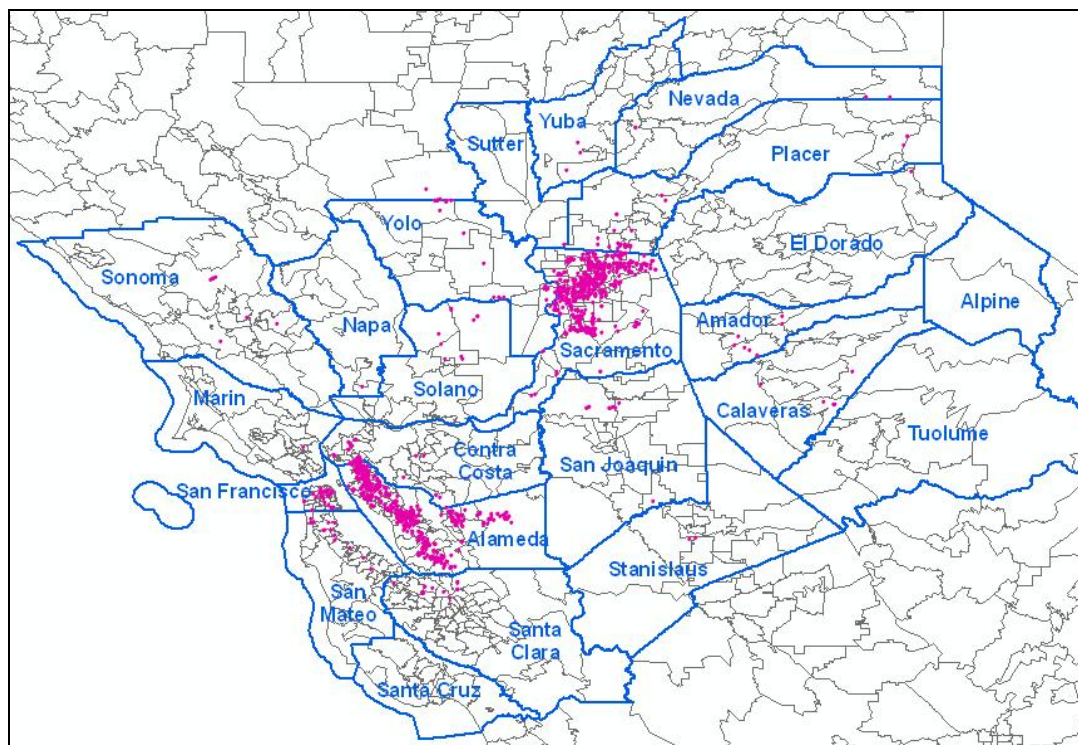 Nevada
Yuba
Sutter
Placer
Yolo
El Dorado
Sonoma
Alpine
Napa
Amador
Sacramento
Solano
Marin
Calaveras
Tuolume
Contra
Costa
San Joaquin
San Francisco
Alameda
Stanislaus
San
Mateo
Santa
Clara
Santa Cruz